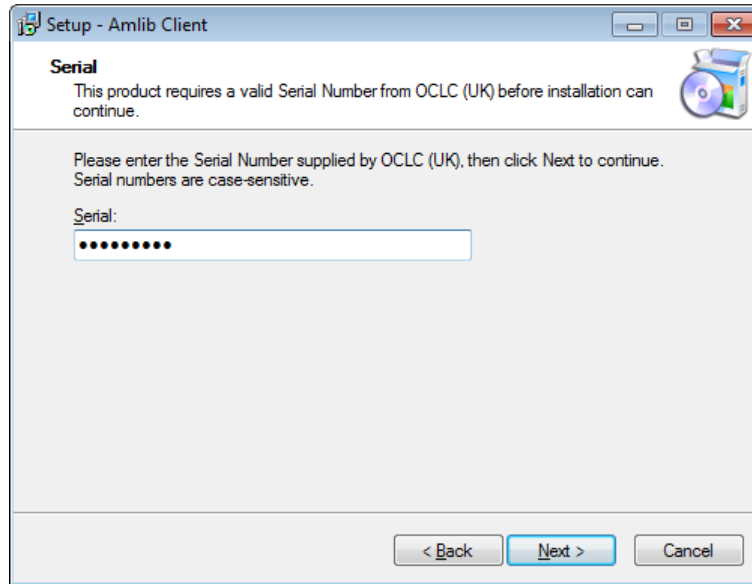 Setup - Amlib Client
Serial
This product requires a valid Serial Number from OCLC (UK) before installation can
continue.
Please enter the Serial Number supplied by OCLC (UK), then click Next to continue.
Serial numbers are case-sensitive.
Serial:
●●●●●●●●●
< Back
Next >
Cancel